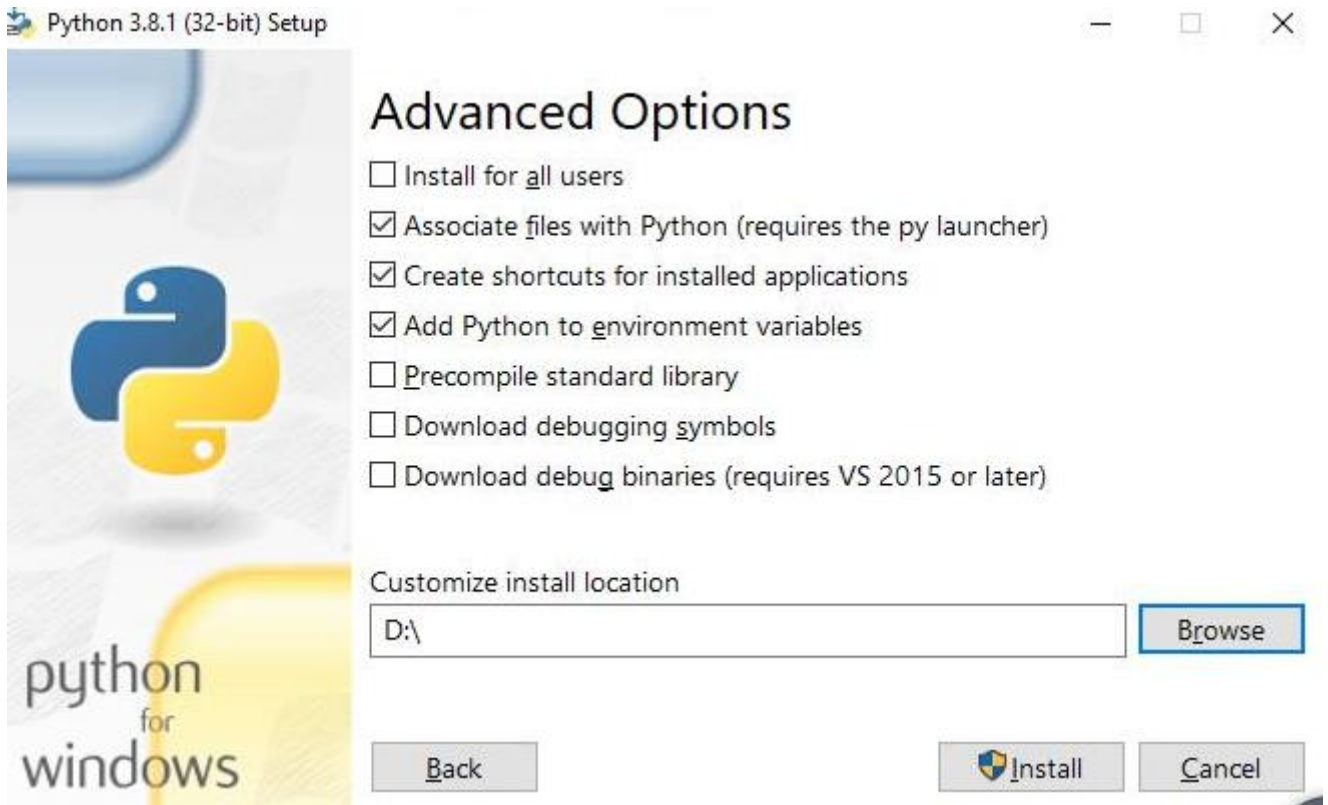 Python 3.8.1 (32-bit) Setup
Advanced Options
Install for all users
Associate files with Python (requires the py launcher)
Create shortcuts for installed applications
Add Python to environment variables
Precompile standard library
Download debugging symbols
Download debug binaries (requires VS 2015 or later)
Customize install location
D:\
Browse
python
for
windows
Back
Install
Cancel